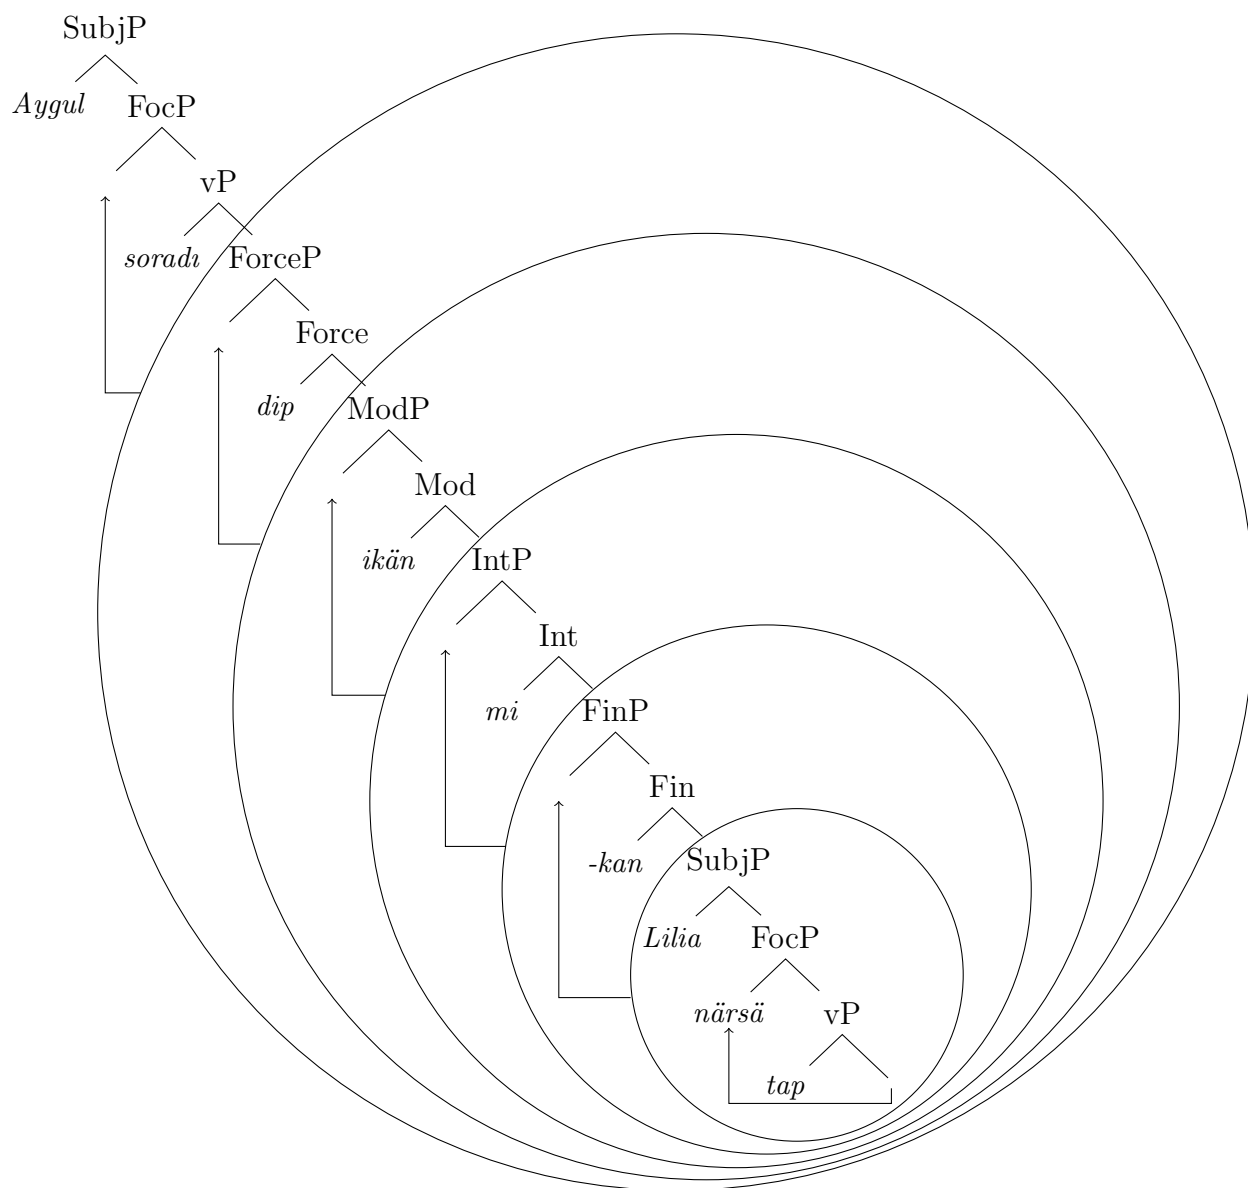 SubjP
Aygul FocP
vP
soradı ForceP
Force
dip ModP
Mod
ikän IntP
Int
mi FinP
Fin
-kan SubjP
Lilia FocP
närsä vP
tap